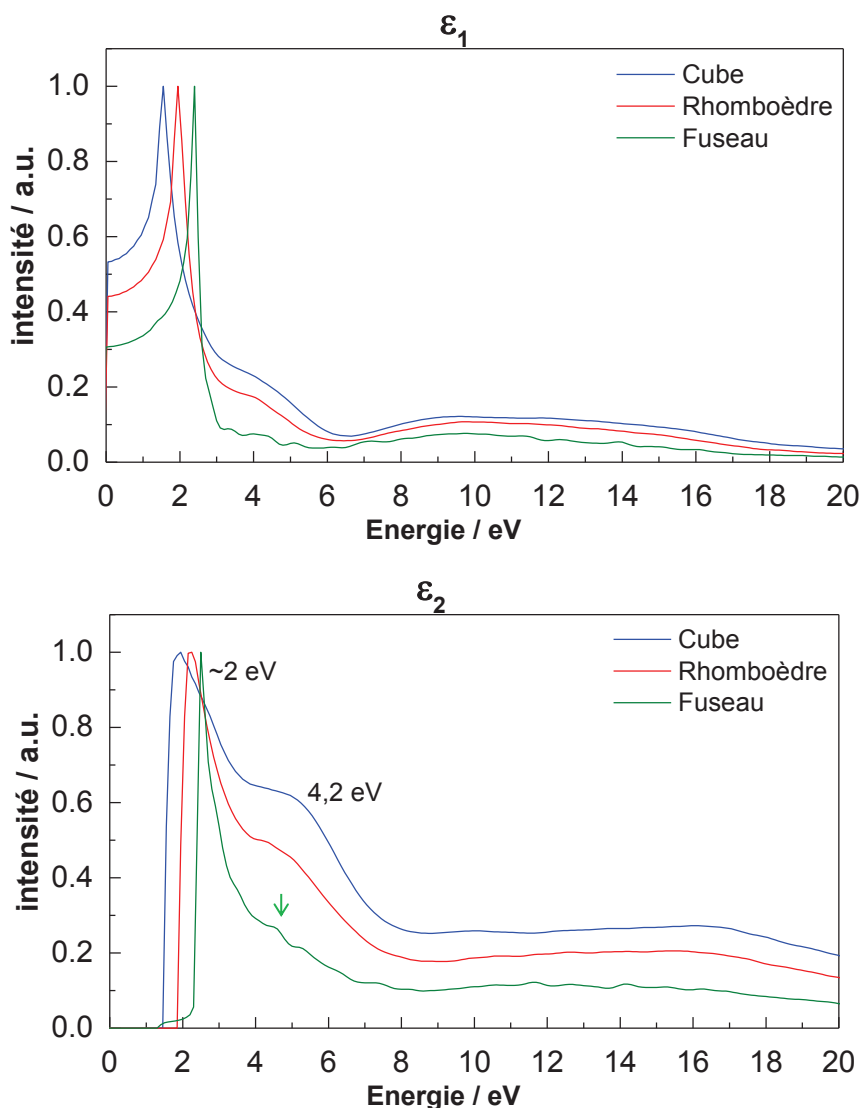 ε1
Cube
Rhomboèdre
Fuseau
intensité / a.u.
1.0
0.8
0.6
0.4
0.2
0.0
0 2 4 6 8 10 12 14 16 18 20
Energie / eV
ε2
Cube
Rhomboèdre
Fuseau
~2 eV
4,2 eV
intensité / a.u.
1.0
0.8
0.6
0.4
0.2
0.0
0 2 4 6 8 10 12 14 16 18 20
Energie / eV